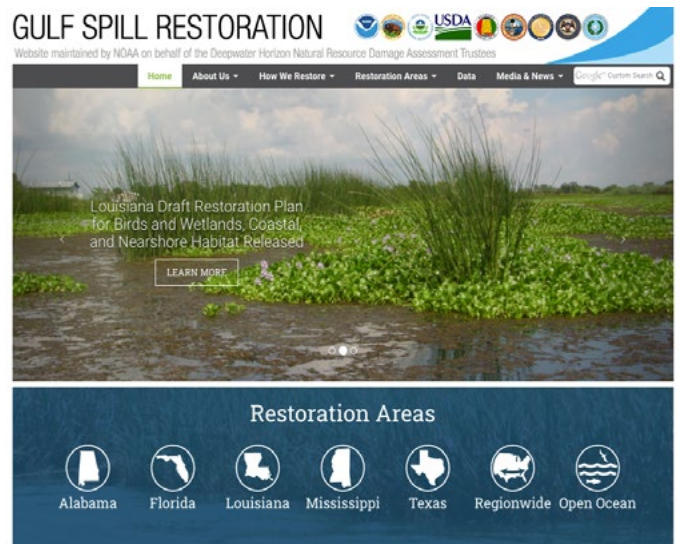 GULF SPILL RESTORATION
USDA
Website maintained by NOAA on behalf of the Deepwater Horizon Natural Resource Damage Assessment Trustees
Home About Us How We Restore Restoration Areas Data Media & News Google™ Custom Search
Louisiana Draft Restoration Plan
for Birds and Wetlands, Coastal,
and Nearshore Habitat Released
LEARN MORE
Restoration Areas
Alabama Florida Louisiana Mississippi Texas Regionwide Open Ocean